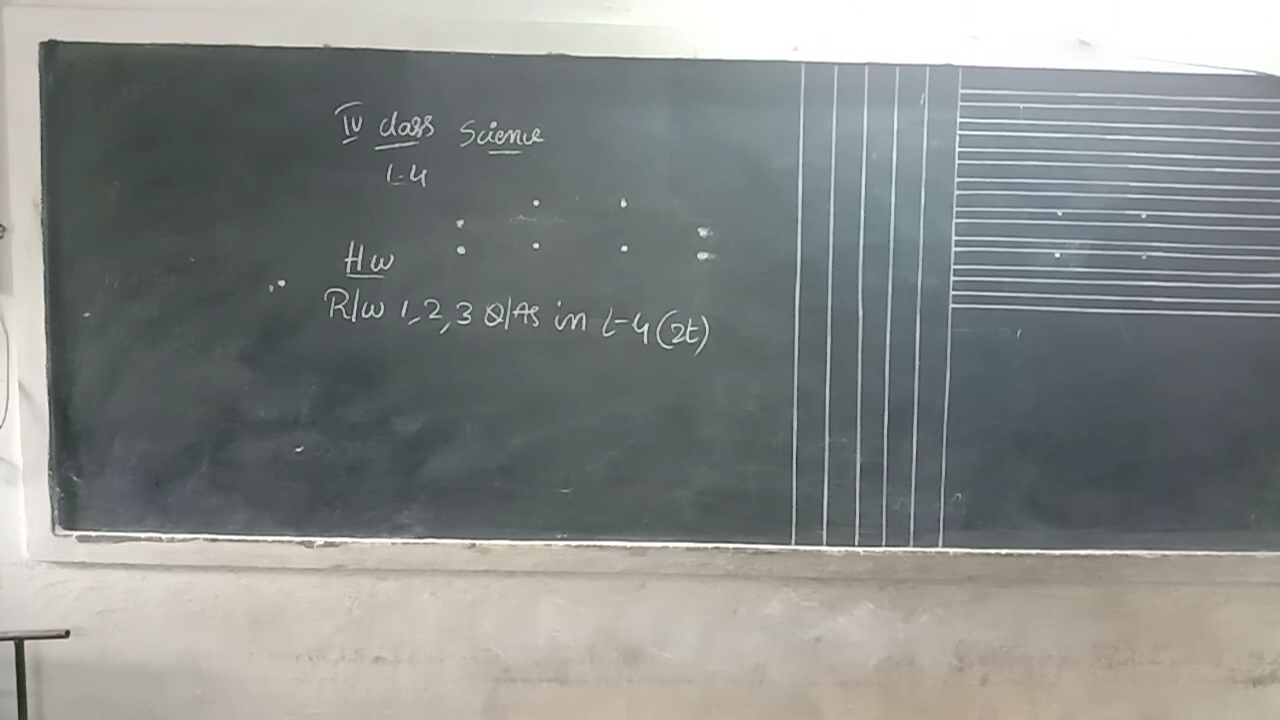 IV class Science
L-4
Hw
R/w 1,2,3 Q/As in L-4 (2t)